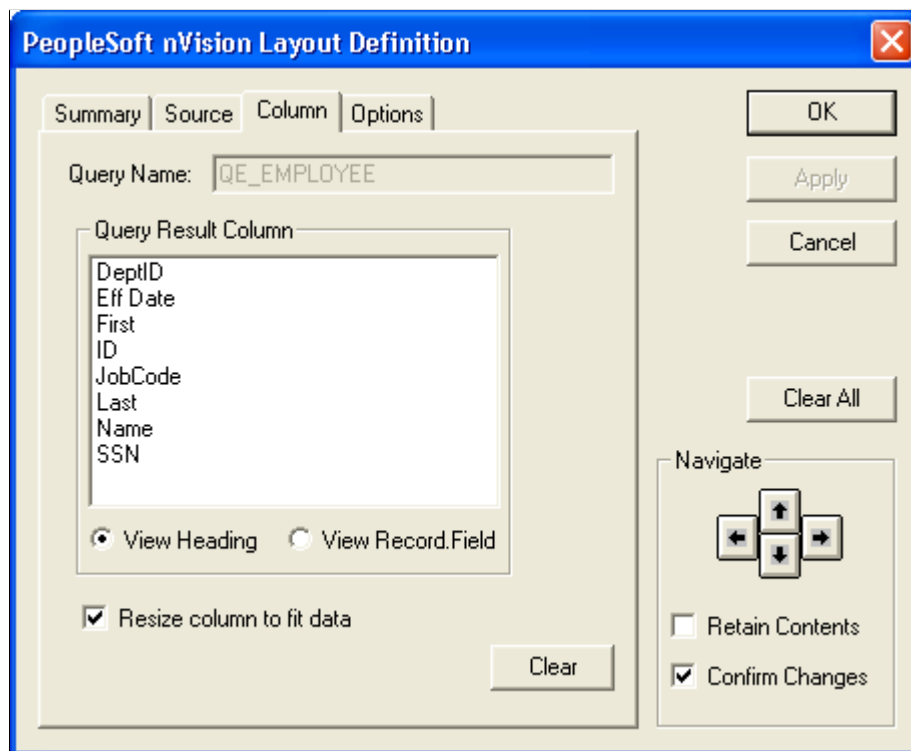 PeopleSoft nVision Layout Definition
Summary Source Column Options
Query Name: QE_EMPLOYEE
Query Result Column
DeptID
Eff Date
First
ID
JobCode
Last
Name
SSN
View Heading View Record.Field
Resize column to fit data
Clear
OK
Apply
Cancel
Clear All
Navigate
Retain Contents
Confirm Changes